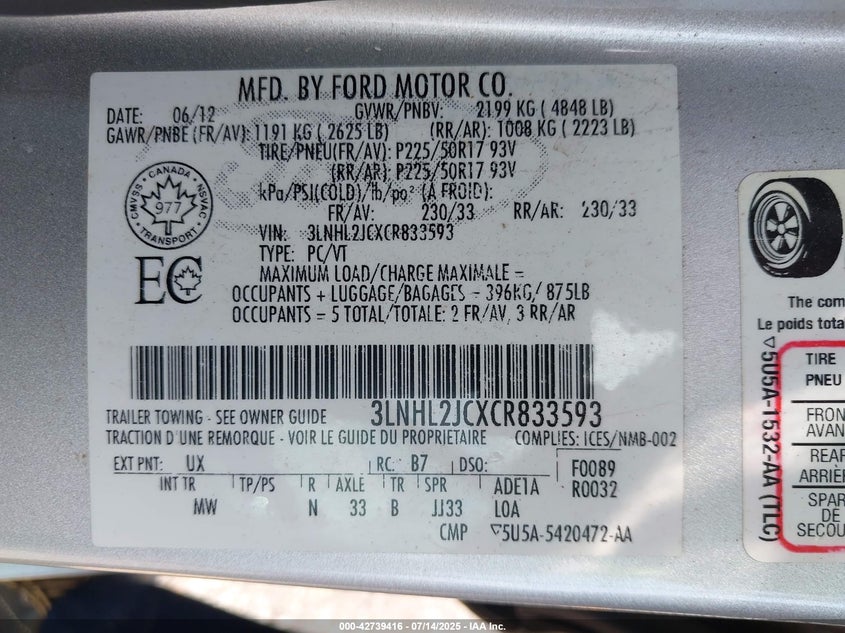 MFD. BY FORD MOTOR CO.
DATE: 06/12 GVWR/PNBV: 2199 KG ( 4848 LB)
GAWR/PNBE (FR/AV): 1191 KG ( 2625 LB) (RR/AR): 1008 KG ( 2223 LB)
TIRE/PNEU(FR/AV): P225/50R17 93V
(RR/AR): P225/50R17 93V
kPa/PSI(COLD)/lb/po² (A FROID):
FR/AV: 230/33 RR/AR: 230/33
VIN: 3LNHL2JCXCR833593
TYPE: PC/VT
MAXIMUM LOAD/CHARGE MAXIMALE =
OCCUPANTS + LUGGAGE/BAGAGES = 396KG/ 875LB
OCCUPANTS = 5 TOTAL/TOTALE: 2 FR/AV, 3 RR/AR
CANADA
CMVSS NSVAC
977
TRANSPORT
EC
3LNHL2JCXCR833593
TRAILER TOWING - SEE OWNER GUIDE
TRACTION D'UNE REMORQUE - VOIR LE GUIDE DU PROPRIETAIRE COMPLIES: ICES/NMB-002
EXT PNT: UX RC: B7 DSO: F0089
INT TR TP/PS R AXLE TR SPR ADE1A R0032
MW N 33 B JJ33 LOA
CMP ▽5U5A-5420472-AA
The com
Le poids tota
▽5U5A-1532-AA (TLC)
TIRE
PNEU
FRON
AVAN
REAR
ARRIÈR
SPAR
DE
SECOU
000-42739416 - 07/14/2025 - IAA Inc.